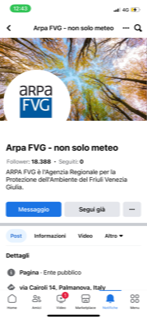 12:43
4G
Arpa FVG - non solo meteo
arpa
FVG
Arpa FVG - non solo meteo
Follower: 18.388 • Seguiti: 0
ARPA FVG è l'Agenzia Regionale per la
Protezione dell'Ambiente del Friuli Venezia
Giulia.
Messaggio
Segui già
Post
Informazioni
Video
Altro
Dettagli
Pagina · Ente pubblico
via Cairoli 14, Palmanova, Italy
Home
Amici
Video
Marketplace
Notifiche
Menu